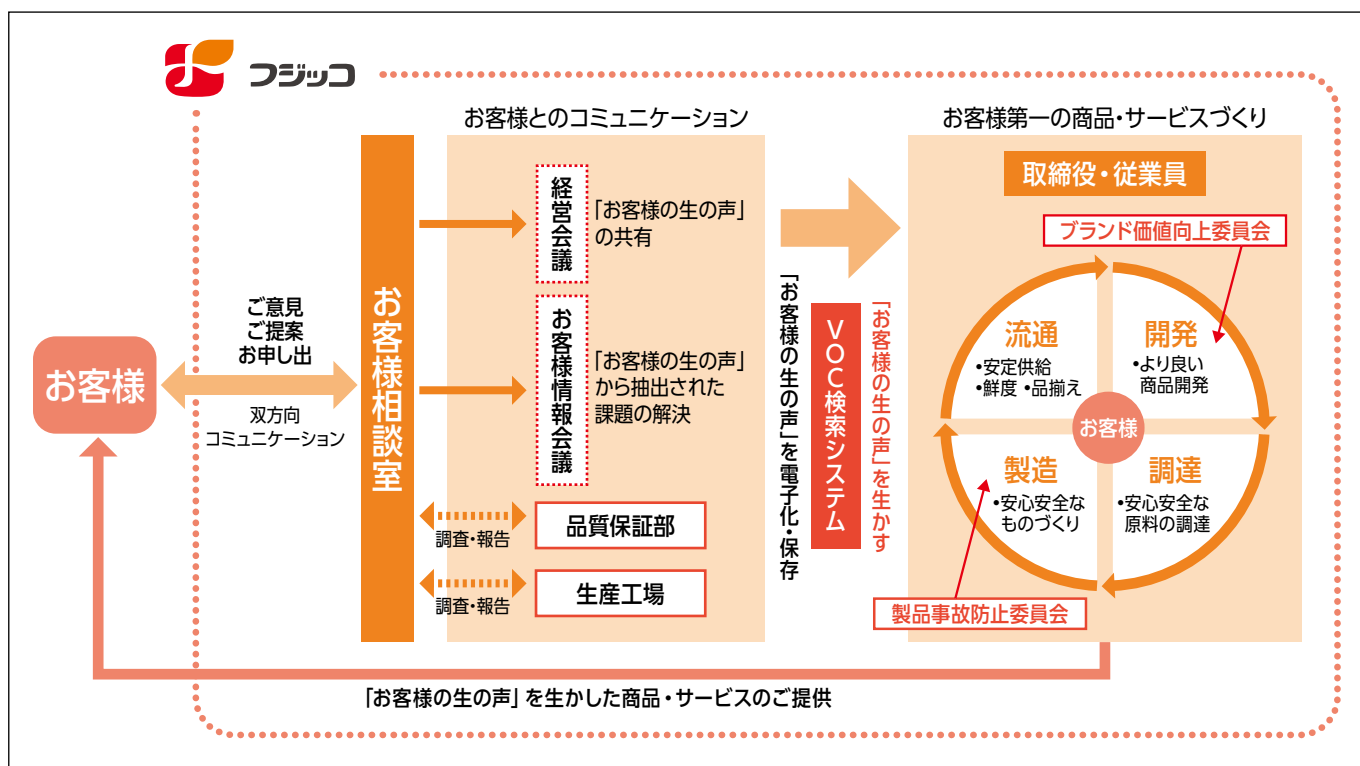 フジッコ
お客様とのコミュニケーション
お客様第一の商品・サービスづくり
お客様
ご意見
ご提案
お申し出
双方向
コミュニケーション
お客様相談室
経営会議
「お客様の生の声」
の共有
お客様情報会議
「お客様の生の声」
から抽出された
課題の解決
調査・報告
品質保証部
調査・報告
生産工場
「お客様の生の声」を電子化・保存
VOC検索システム
「お客様の生の声」を生かす
取締役・従業員
ブランド価値向上委員会
流通
•安定供給
•鮮度 •品揃え
開発
•より良い
商品開発
お客様
製造
•安心安全な
ものづくり
調達
•安心安全な
原料の調達
製品事故防止委員会
「お客様の生の声」を生かした商品・サービスのご提供